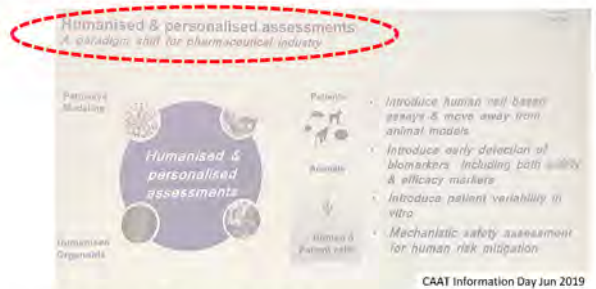 Humanised & personalised assessments
A paradigm shift for pharmaceutical industry
Pathways
Modeling
Humanised &
personalised
assessments
Humanised
Organoids
Patients
Animals
Human &
Patient cells
• Introduce human cell based
assays & move away from
animal models
• Introduce early detection of
biomarkers including both safety
& efficacy markers
• Introduce patient variability in
vitro
• Mechanistic safety assessment
for human risk mitigation
CAAT Information Day Jun 2019